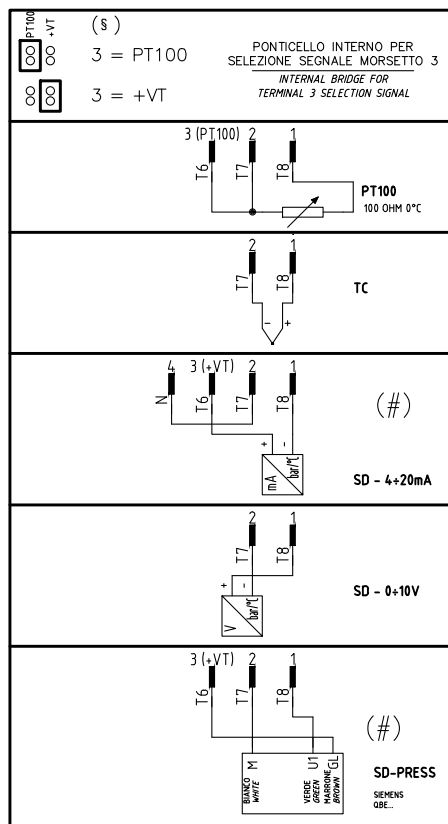 PT100
+VT
(§)
3 = PT100
3 = +VT
PONTICELLO INTERNO PER
SELEZIONE SEGNALE MORSETTO 3
INTERNAL BRIDGE FOR
TERMINAL 3 SELECTION SIGNAL
3 (PT100) 2 1
T6 T7 T8
PT100
100 OHM 0°C
2 1
T7 T8
- +
TC
4 3 (+VT) 2 1
N T6 T7 T8
(#)
+ -
mA bar/°C
SD - 4÷20mA
2 1
T7 T8
+ -
V bar/°C
SD - 0÷10V
3 (+VT) 2 1
T6 T7 T8
(#)
M U1 GL
BIANCO
WHITE
VERDE
GREEN
MARRONE
BROWN
SD-PRESS
SIEMENS
QBE...